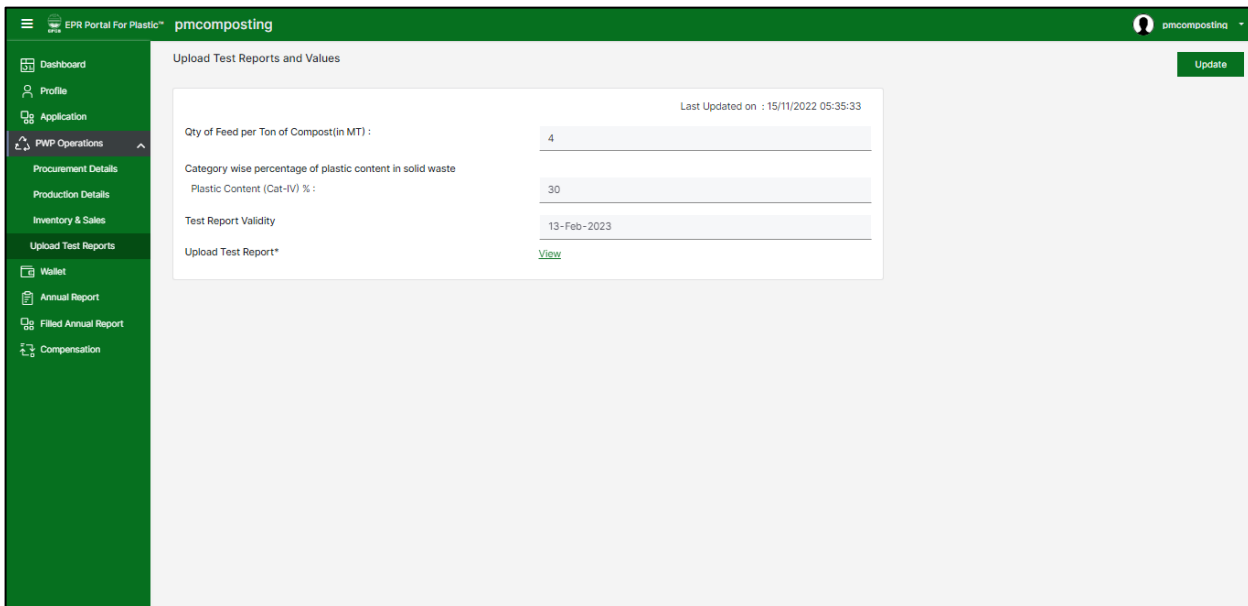 EPR Portal For Plastic™ pmcomposting pmcomposting
Dashboard
Profile
Application
PWP Operations
Procurement Details
Production Details
Inventory & Sales
Upload Test Reports
Wallet
Annual Report
Filled Annual Report
Compensation
Upload Test Reports and Values
Update
Last Updated on : 15/11/2022 05:35:33
Qty of Feed per Ton of Compost(in MT) : 4
Category wise percentage of plastic content in solid waste
Plastic Content (Cat-IV) % : 30
Test Report Validity 13-Feb-2023
Upload Test Report* View